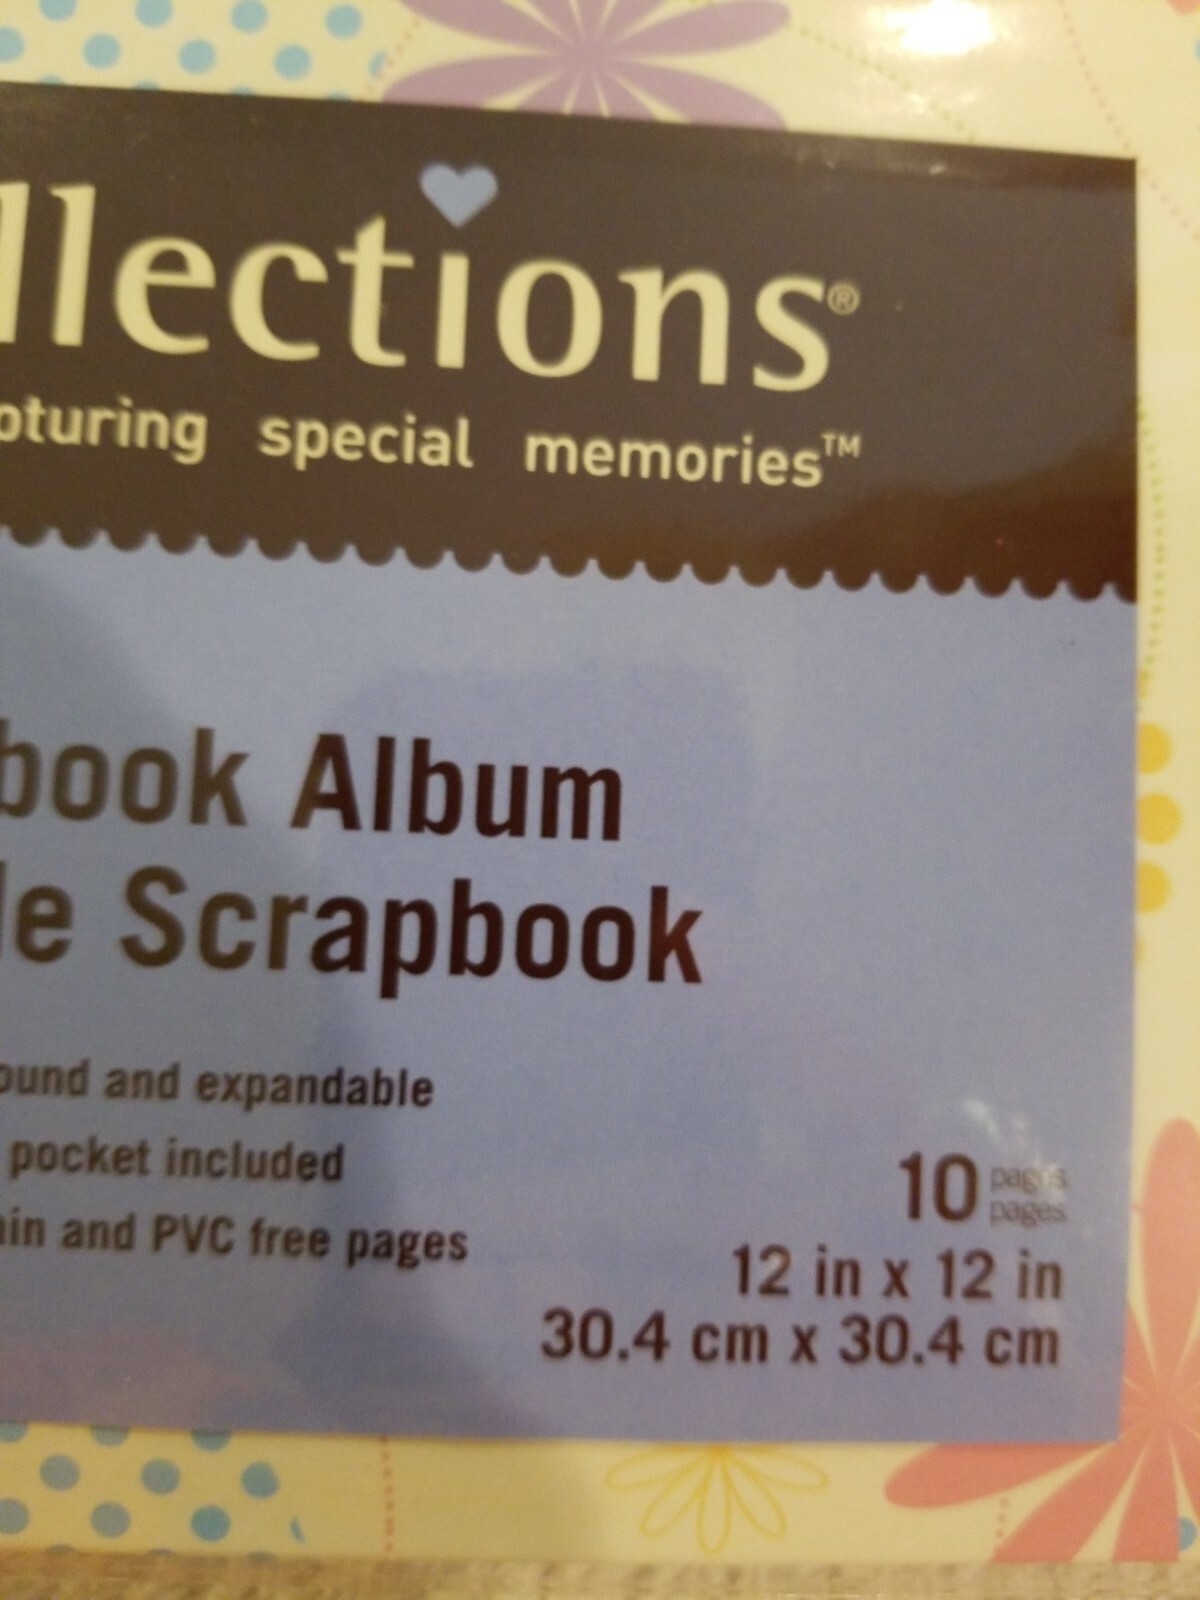 llections®
pturing special memories™
book Album
le Scrapbook
ound and expandable
pocket included
nin and PVC free pages
10 pages
pages
12 in x 12 in
30.4 cm x 30.4 cm